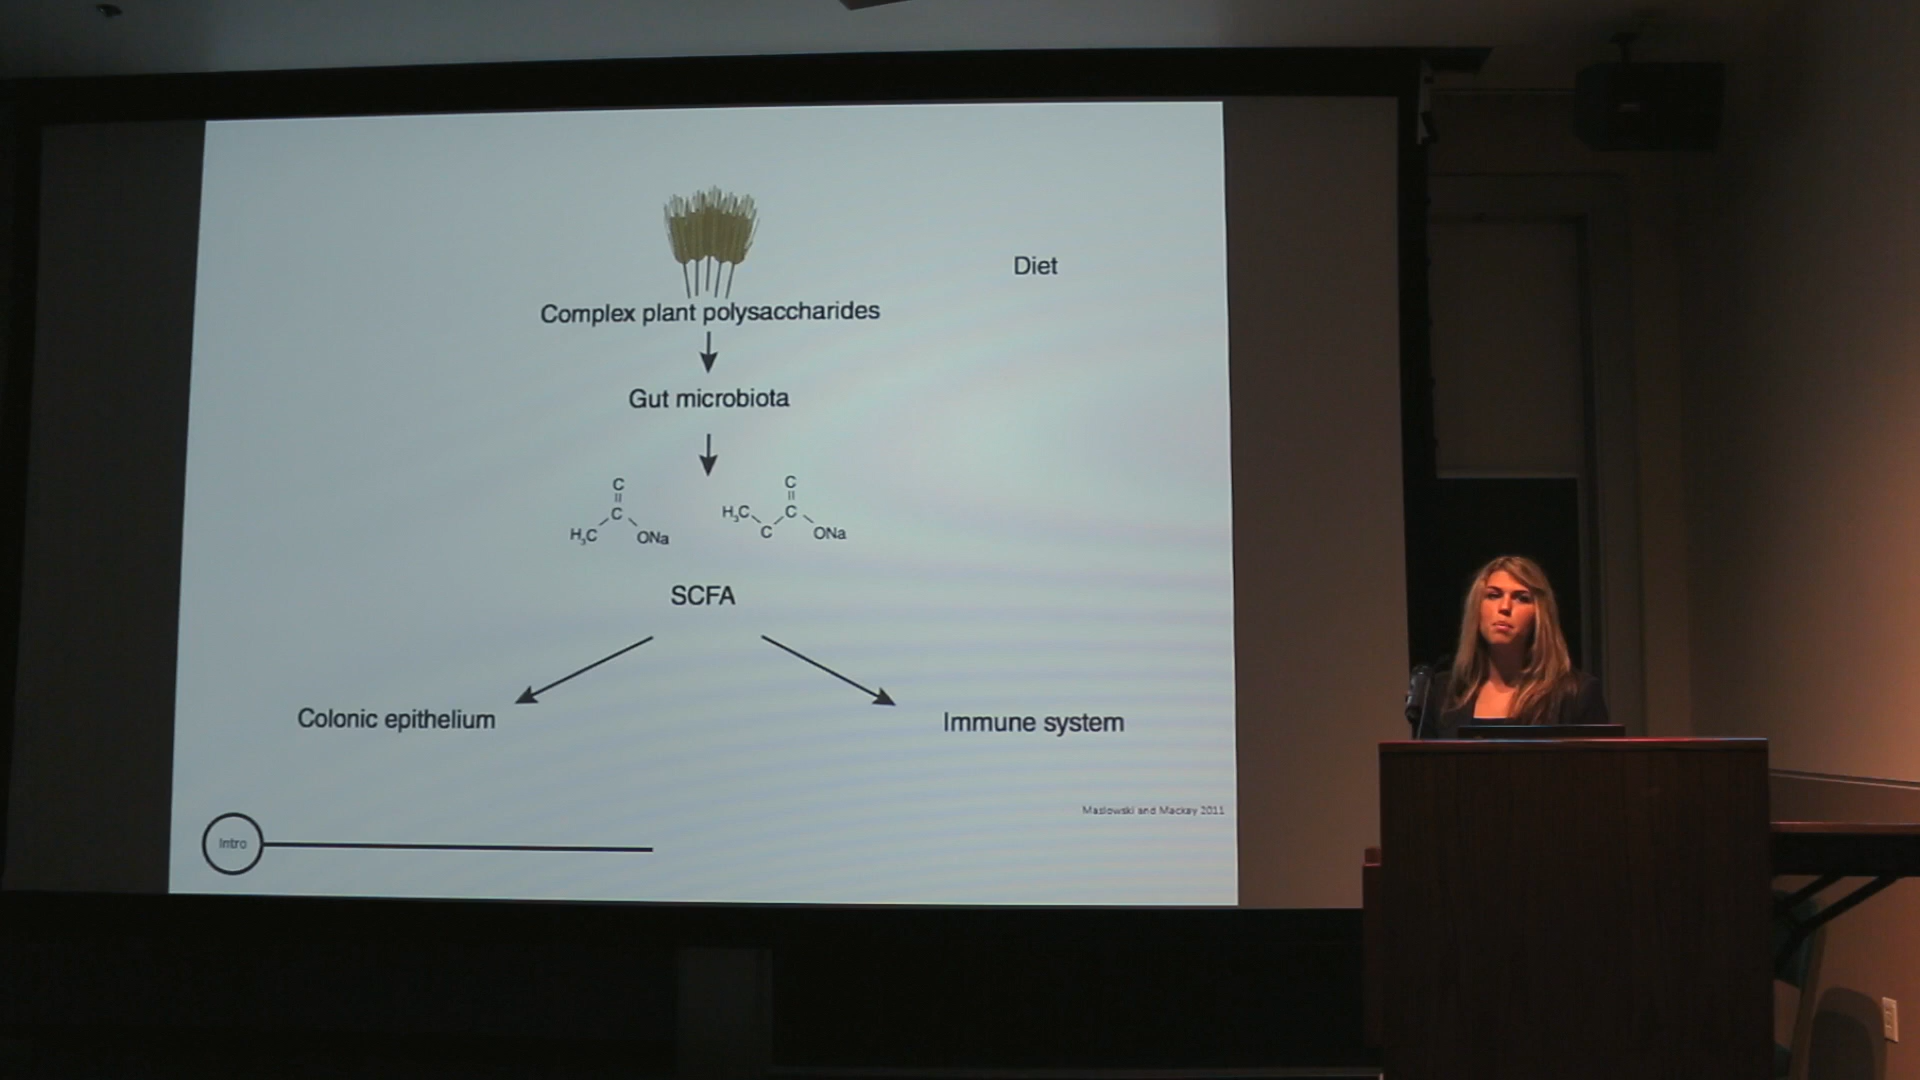 Diet
Complex plant polysaccharides
Gut microbiota
C
C
H3C
ONa
C
H3C
C
C
ONa
SCFA
Colonic epithelium
Immune system
Maslowski and Mackay 2011
Intro